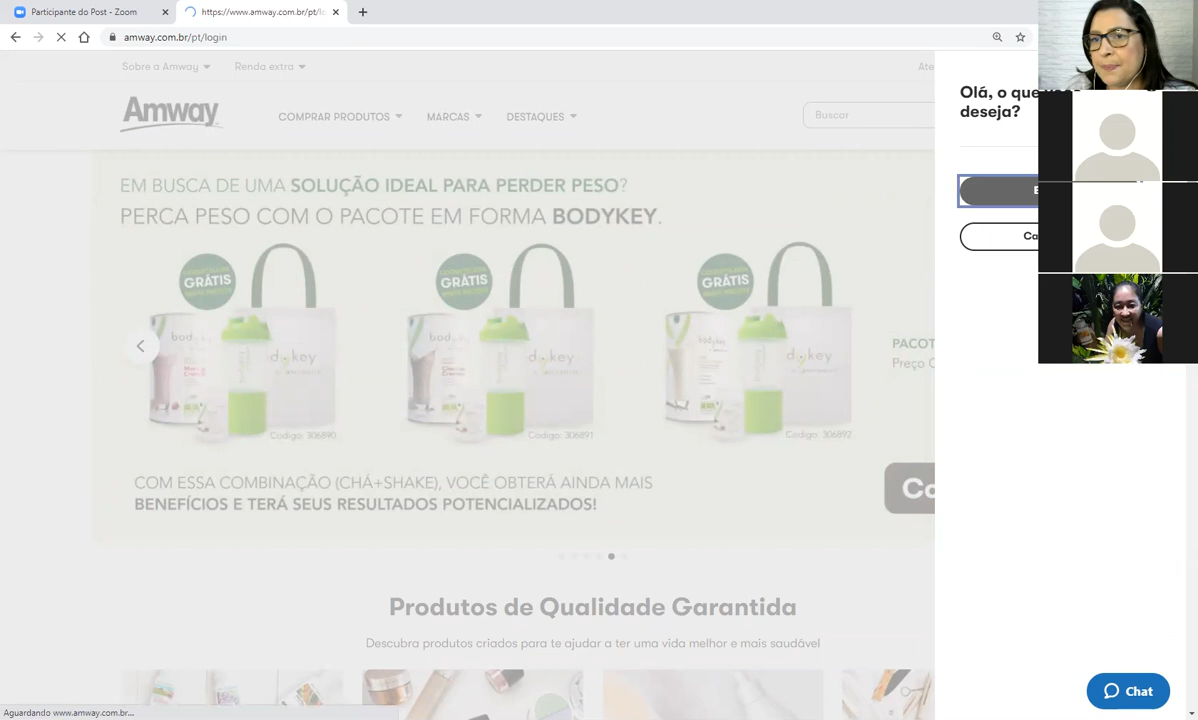 Participante do Post - Zoom
https://www.amway.com.br/pt/l
amway.com.br/pt/login
Sobre a Amway
Renda extra
Amway
COMPRAR PRODUTOS
MARCAS
DESTAQUES
Buscar
Olá, o que
deseja?
EM BUSCA DE UMA SOLUÇÃO IDEAL PARA PERDER PESO?
PERCA PESO COM O PACOTE EM FORMA BODYKEY.
GRÁTIS
GRÁTIS
GRÁTIS
Código: 306890
Código: 306891
Código: 306892
PACOT
Preço C
COM ESSA COMBINAÇÃO (CHÁ+SHAKE), VOCÊ OBTERÁ AINDA MAIS
BENEFÍCIOS E TERÁ SEUS RESULTADOS POTENCIALIZADOS!
Produtos de Qualidade Garantida
Descubra produtos criados para te ajudar a ter uma vida melhor e mais saudável
Chat
Aguardando www.amway.com.br...